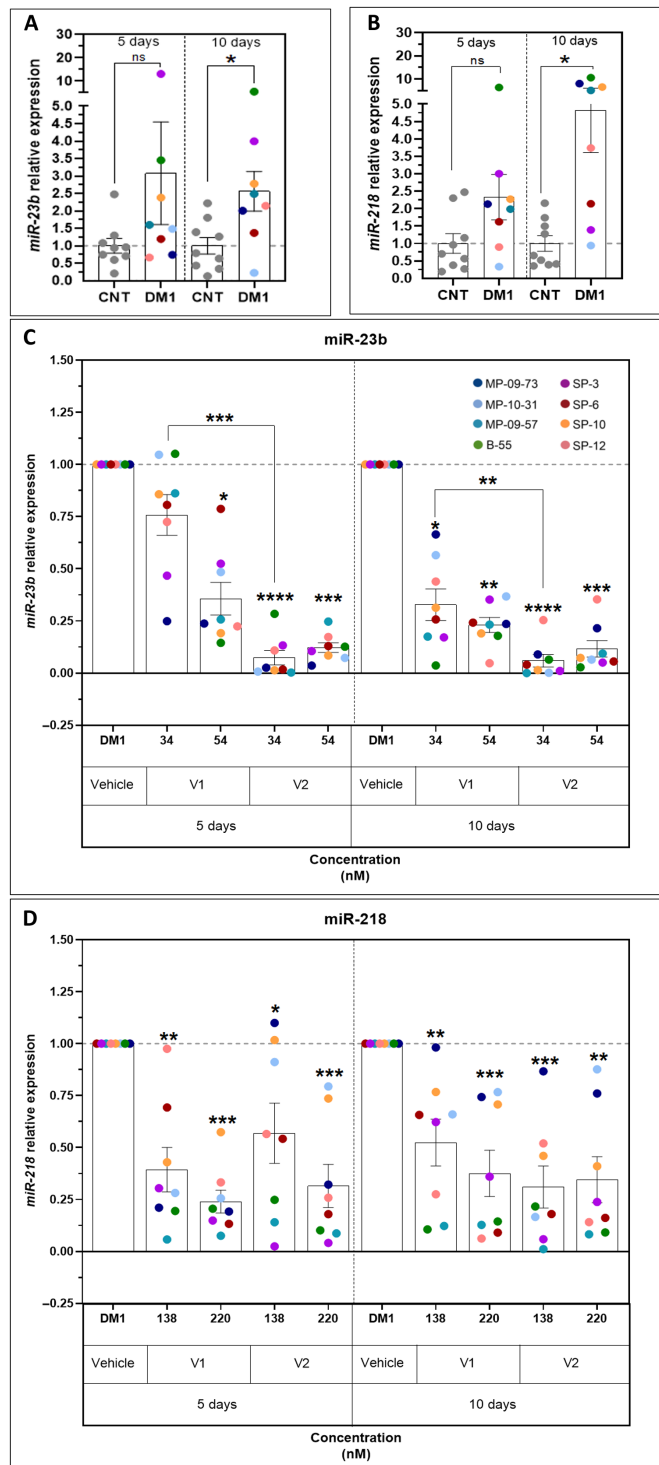 A
5 days
10 days
ns
*
miR-23b relative expression
30
25
20
15
10
5
5.0
4.5
4.0
3.5
3.0
2.5
2.0
1.5
1.0
0.5
0.0
CNT
DM1
CNT
DM1
B
5 days
10 days
ns
*
miR-218 relative expression
30
25
20
15
10
5
5.0
4.5
4.0
3.5
3.0
2.5
2.0
1.5
1.0
0.5
0.0
CNT
DM1
CNT
DM1
C
miR-23b
miR-23b relative expression
1.50
1.25
1.00
0.75
0.50
0.25
0.00
−0.25
MP-09-73
MP-10-31
MP-09-57
B-55
SP-3
SP-6
SP-10
SP-12
***
*
****
***
**
*
**
****
***
DM1 34 54 34 54 DM1 34 54 34 54
Vehicle V1 V2 Vehicle V1 V2
5 days 10 days
Concentration
(nM)
D
miR-218
miR-218 relative expression
1.50
1.25
1.00
0.75
0.50
0.25
0.00
−0.25
**
***
*
***
**
***
***
**
DM1 138 220 138 220 DM1 138 220 138 220
Vehicle V1 V2 Vehicle V1 V2
5 days 10 days
Concentration
(nM)